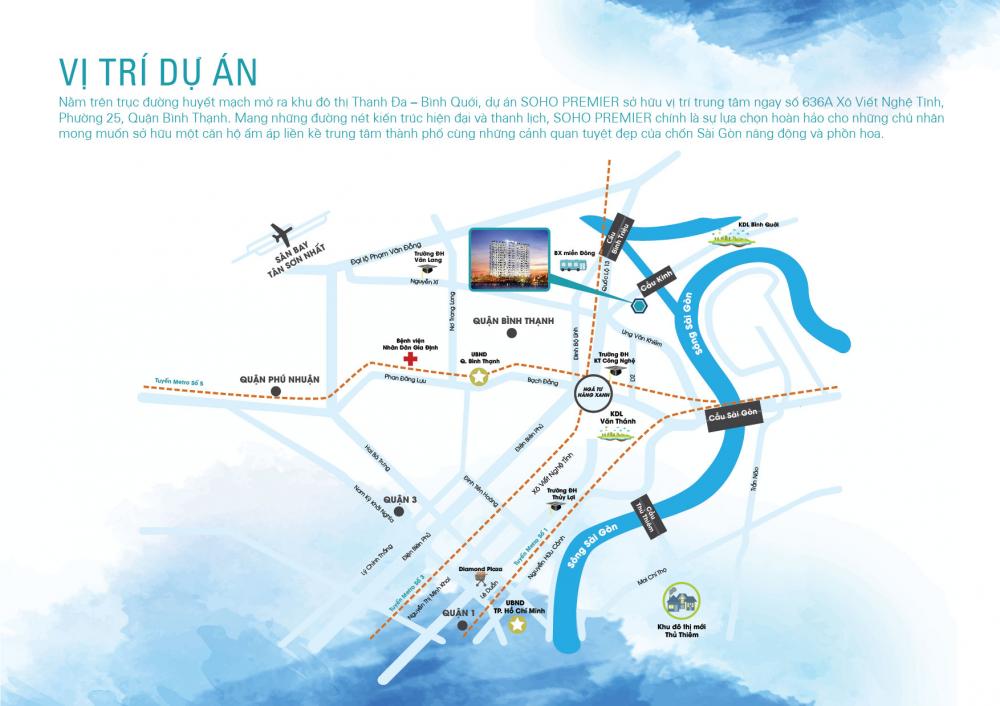 VỊ TRÍ DỰ ÁN
Nằm trên trục đường huyết mạch mở ra khu đô thị Thanh Đa – Bình Quới, dự án SOHO PREMIER sở hữu vị trí trung tâm ngay số 636A Xô Viết Nghệ Tĩnh,
Phường 25, Quận Bình Thạnh. Mang những đường nét kiến trúc hiện đại và thanh lịch, SOHO PREMIER chính là sự lựa chọn hoàn hảo cho những chủ nhân
mong muốn sở hữu một căn hộ ấm áp liền kề trung tâm thành phố cùng những cảnh quan tuyệt đẹp của chốn Sài Gòn năng động và phồn hoa.
SÂN BAY
TÂN SƠN NHẤT
Đại lộ Phạm Văn Đồng
Trường ĐH
Văn Lang
Nguyễn Xí
Nơ Trang Long
BX miền Đông
Quốc Lộ 13
Cầu
Bình Triệu
KDL Bình Quới
Cầu Kinh
Sông Sài Gòn
QUẬN BÌNH THẠNH
Đinh Bộ Lĩnh
Ung Văn Khiêm
Bệnh viện
Nhân Dân Gia Định
UBND
Q. Bình Thạnh
Trường ĐH
KT Công Nghệ
D2
Tuyến Metro Số 5
QUẬN PHÚ NHUẬN
Phan Đăng Lưu
Bạch Đằng
NGÃ TƯ
HÀNG XANH
Cầu Sài Gòn
KDL
Văn Thánh
Điện Biên Phủ
Hai Bà Trưng
Xô Viết Nghệ Tĩnh
Đinh Tiên Hoàng
Trần Não
Nam Kỳ Khởi Nghĩa
QUẬN 3
Trường ĐH
Thủy Lợi
Cầu
Thủ Thiêm
Lý Chính Thắng
Điện Biên Phủ
Tuyến Metro Số 1
Nguyễn Hữu Cảnh
Sông Sài Gòn
Tuyến Metro Số 3
Nguyễn Thị Minh Khai
Diamond Plaza
Lê Duẩn
Mai Chí Thọ
QUẬN 1
UBND
TP. Hồ Chí Minh
Khu đô thị mới
Thủ Thiêm